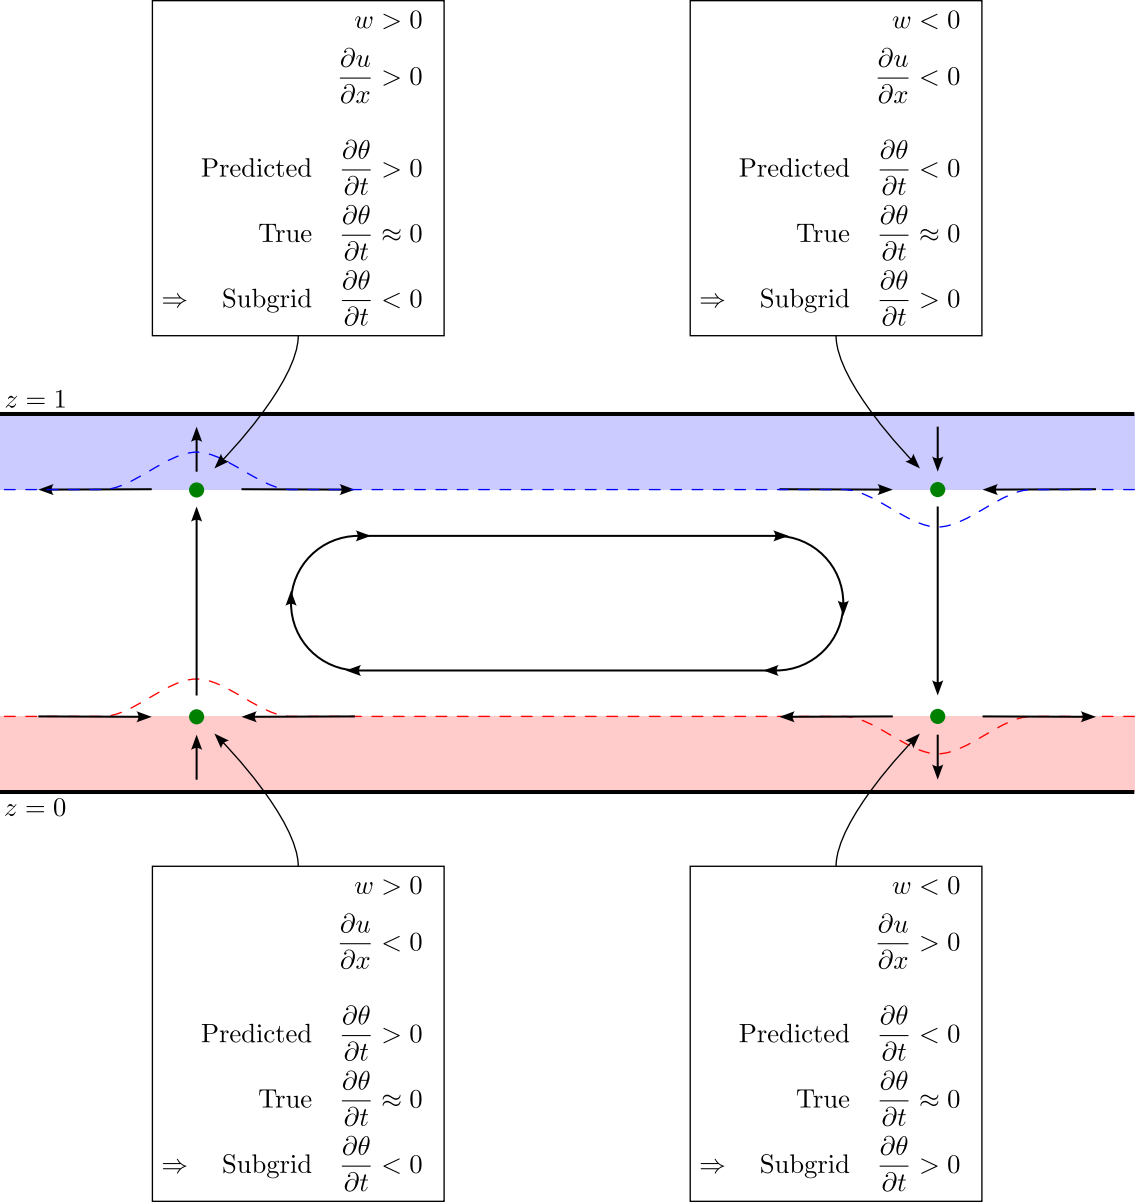 w > 0
∂u/∂x > 0
Predicted ∂θ/∂t > 0
True ∂θ/∂t ≈ 0
⇒ Subgrid ∂θ/∂t < 0
w < 0
∂u/∂x < 0
Predicted ∂θ/∂t < 0
True ∂θ/∂t ≈ 0
⇒ Subgrid ∂θ/∂t > 0
z = 1
z = 0
w > 0
∂u/∂x < 0
Predicted ∂θ/∂t > 0
True ∂θ/∂t ≈ 0
⇒ Subgrid ∂θ/∂t < 0
w < 0
∂u/∂x > 0
Predicted ∂θ/∂t < 0
True ∂θ/∂t ≈ 0
⇒ Subgrid ∂θ/∂t > 0